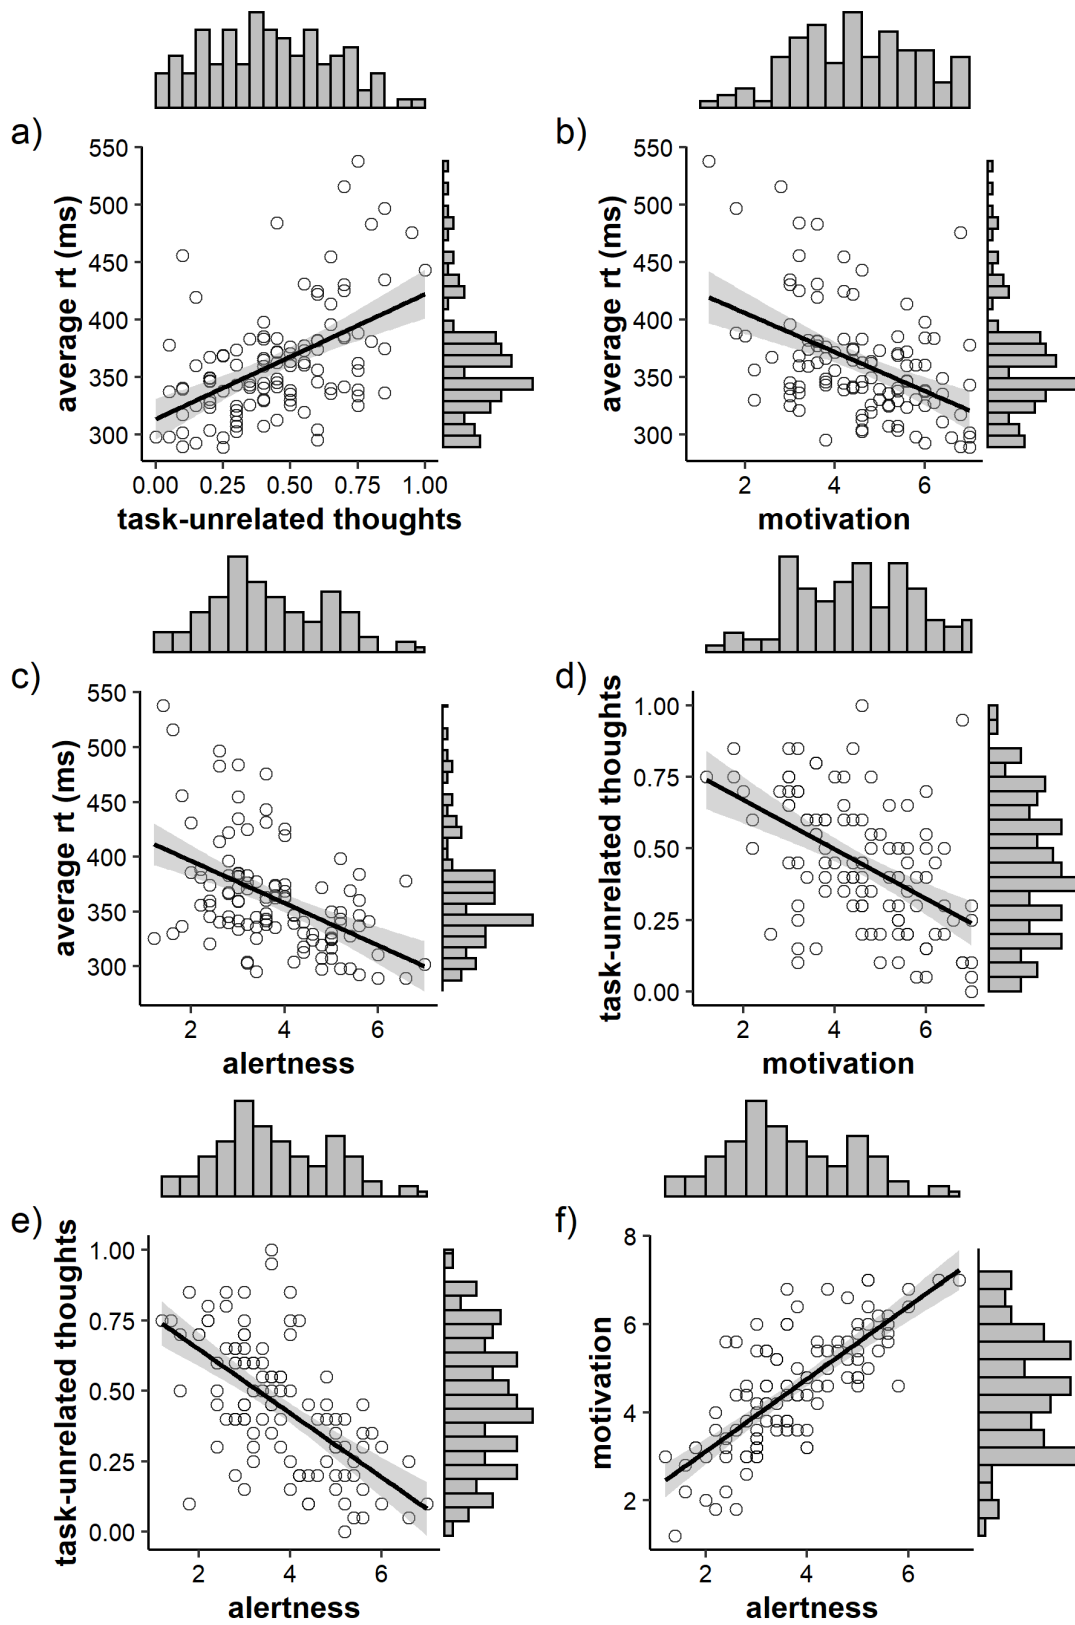 a)
average rt (ms)
550
500
450
400
350
300
0.00 0.25 0.50 0.75 1.00
task-unrelated thoughts
b)
average rt (ms)
550
500
450
400
350
300
2 4 6
motivation
c)
average rt (ms)
550
500
450
400
350
300
2 4 6
alertness
d)
task-unrelated thoughts
1.00
0.75
0.50
0.25
0.00
2 4 6
motivation
e)
task-unrelated thoughts
1.00
0.75
0.50
0.25
0.00
2 4 6
alertness
f)
motivation
8
6
4
2
2 4 6
alertness